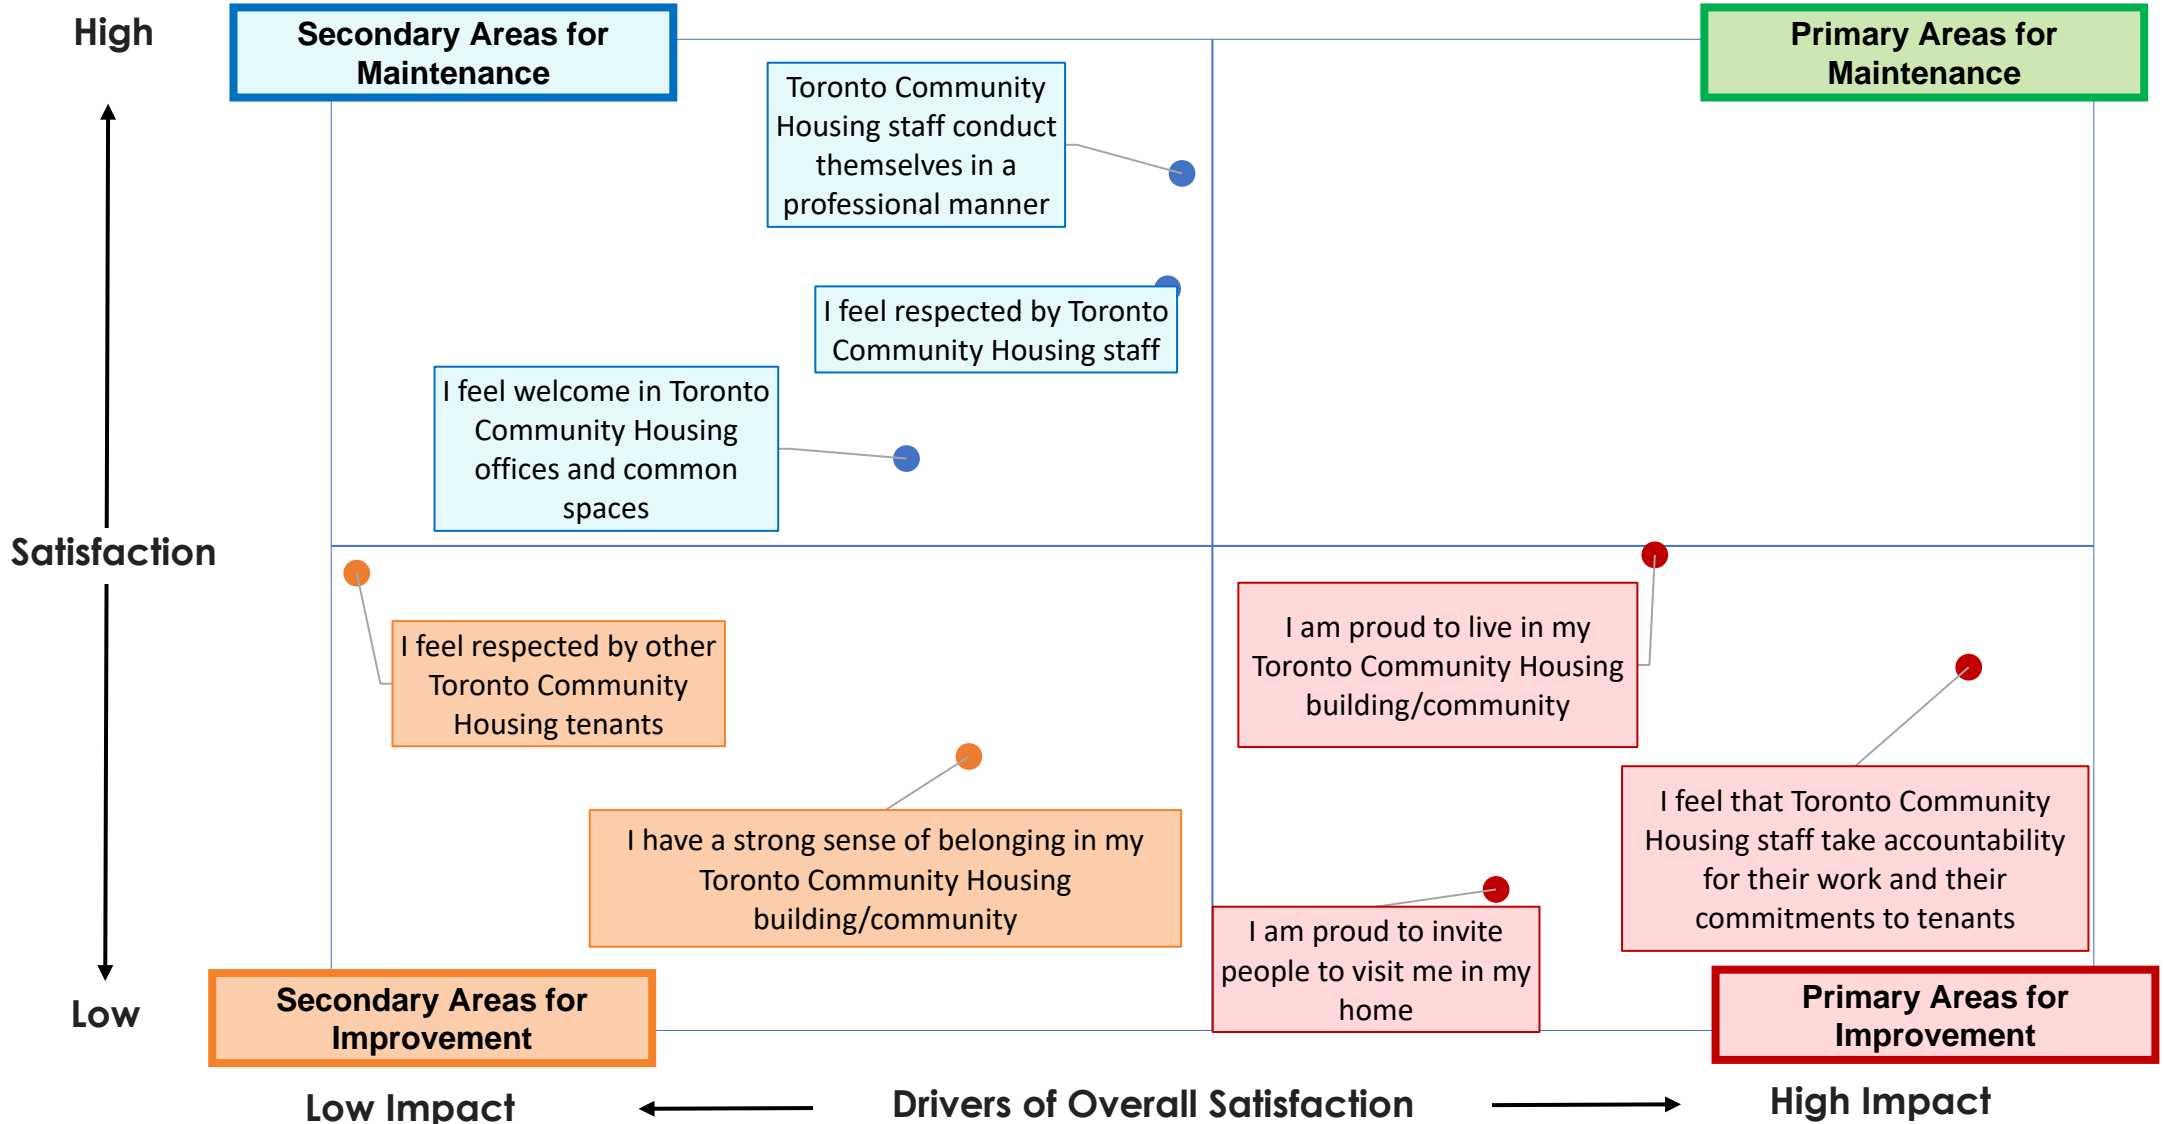 High
Secondary Areas for
Maintenance
Primary Areas for
Maintenance
Toronto Community
Housing staff conduct
themselves in a
professional manner
I feel respected by Toronto
Community Housing staff
I feel welcome in Toronto
Community Housing
offices and common
spaces
Satisfaction
I feel respected by other
Toronto Community
Housing tenants
I am proud to live in my
Toronto Community Housing
building/community
I have a strong sense of belonging in my
Toronto Community Housing
building/community
I feel that Toronto Community
Housing staff take accountability
for their work and their
commitments to tenants
I am proud to invite
people to visit me in my
home
Low
Secondary Areas for
Improvement
Primary Areas for
Improvement
Low Impact
Drivers of Overall Satisfaction
High Impact